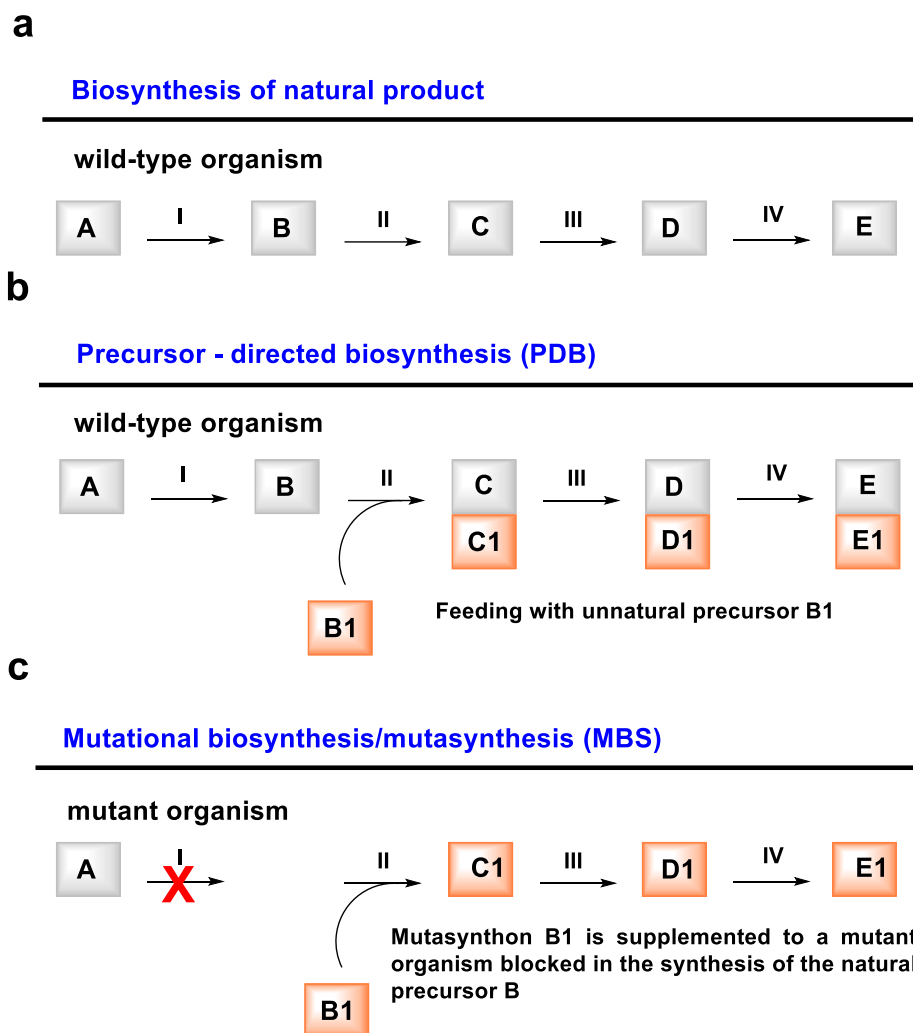 a
Biosynthesis of natural product
wild-type organism
I II III IV
A B C D E
b
Precursor - directed biosynthesis (PDB)
wild-type organism
I II III IV
A B C D E
C1 D1 E1
B1
Feeding with unnatural precursor B1
c
Mutational biosynthesis/mutasynthesis (MBS)
mutant organism
I II III IV
A C1 D1 E1
X
Mutasynthon B1 is supplemented to a mutant
organism blocked in the synthesis of the natural
precursor B
B1